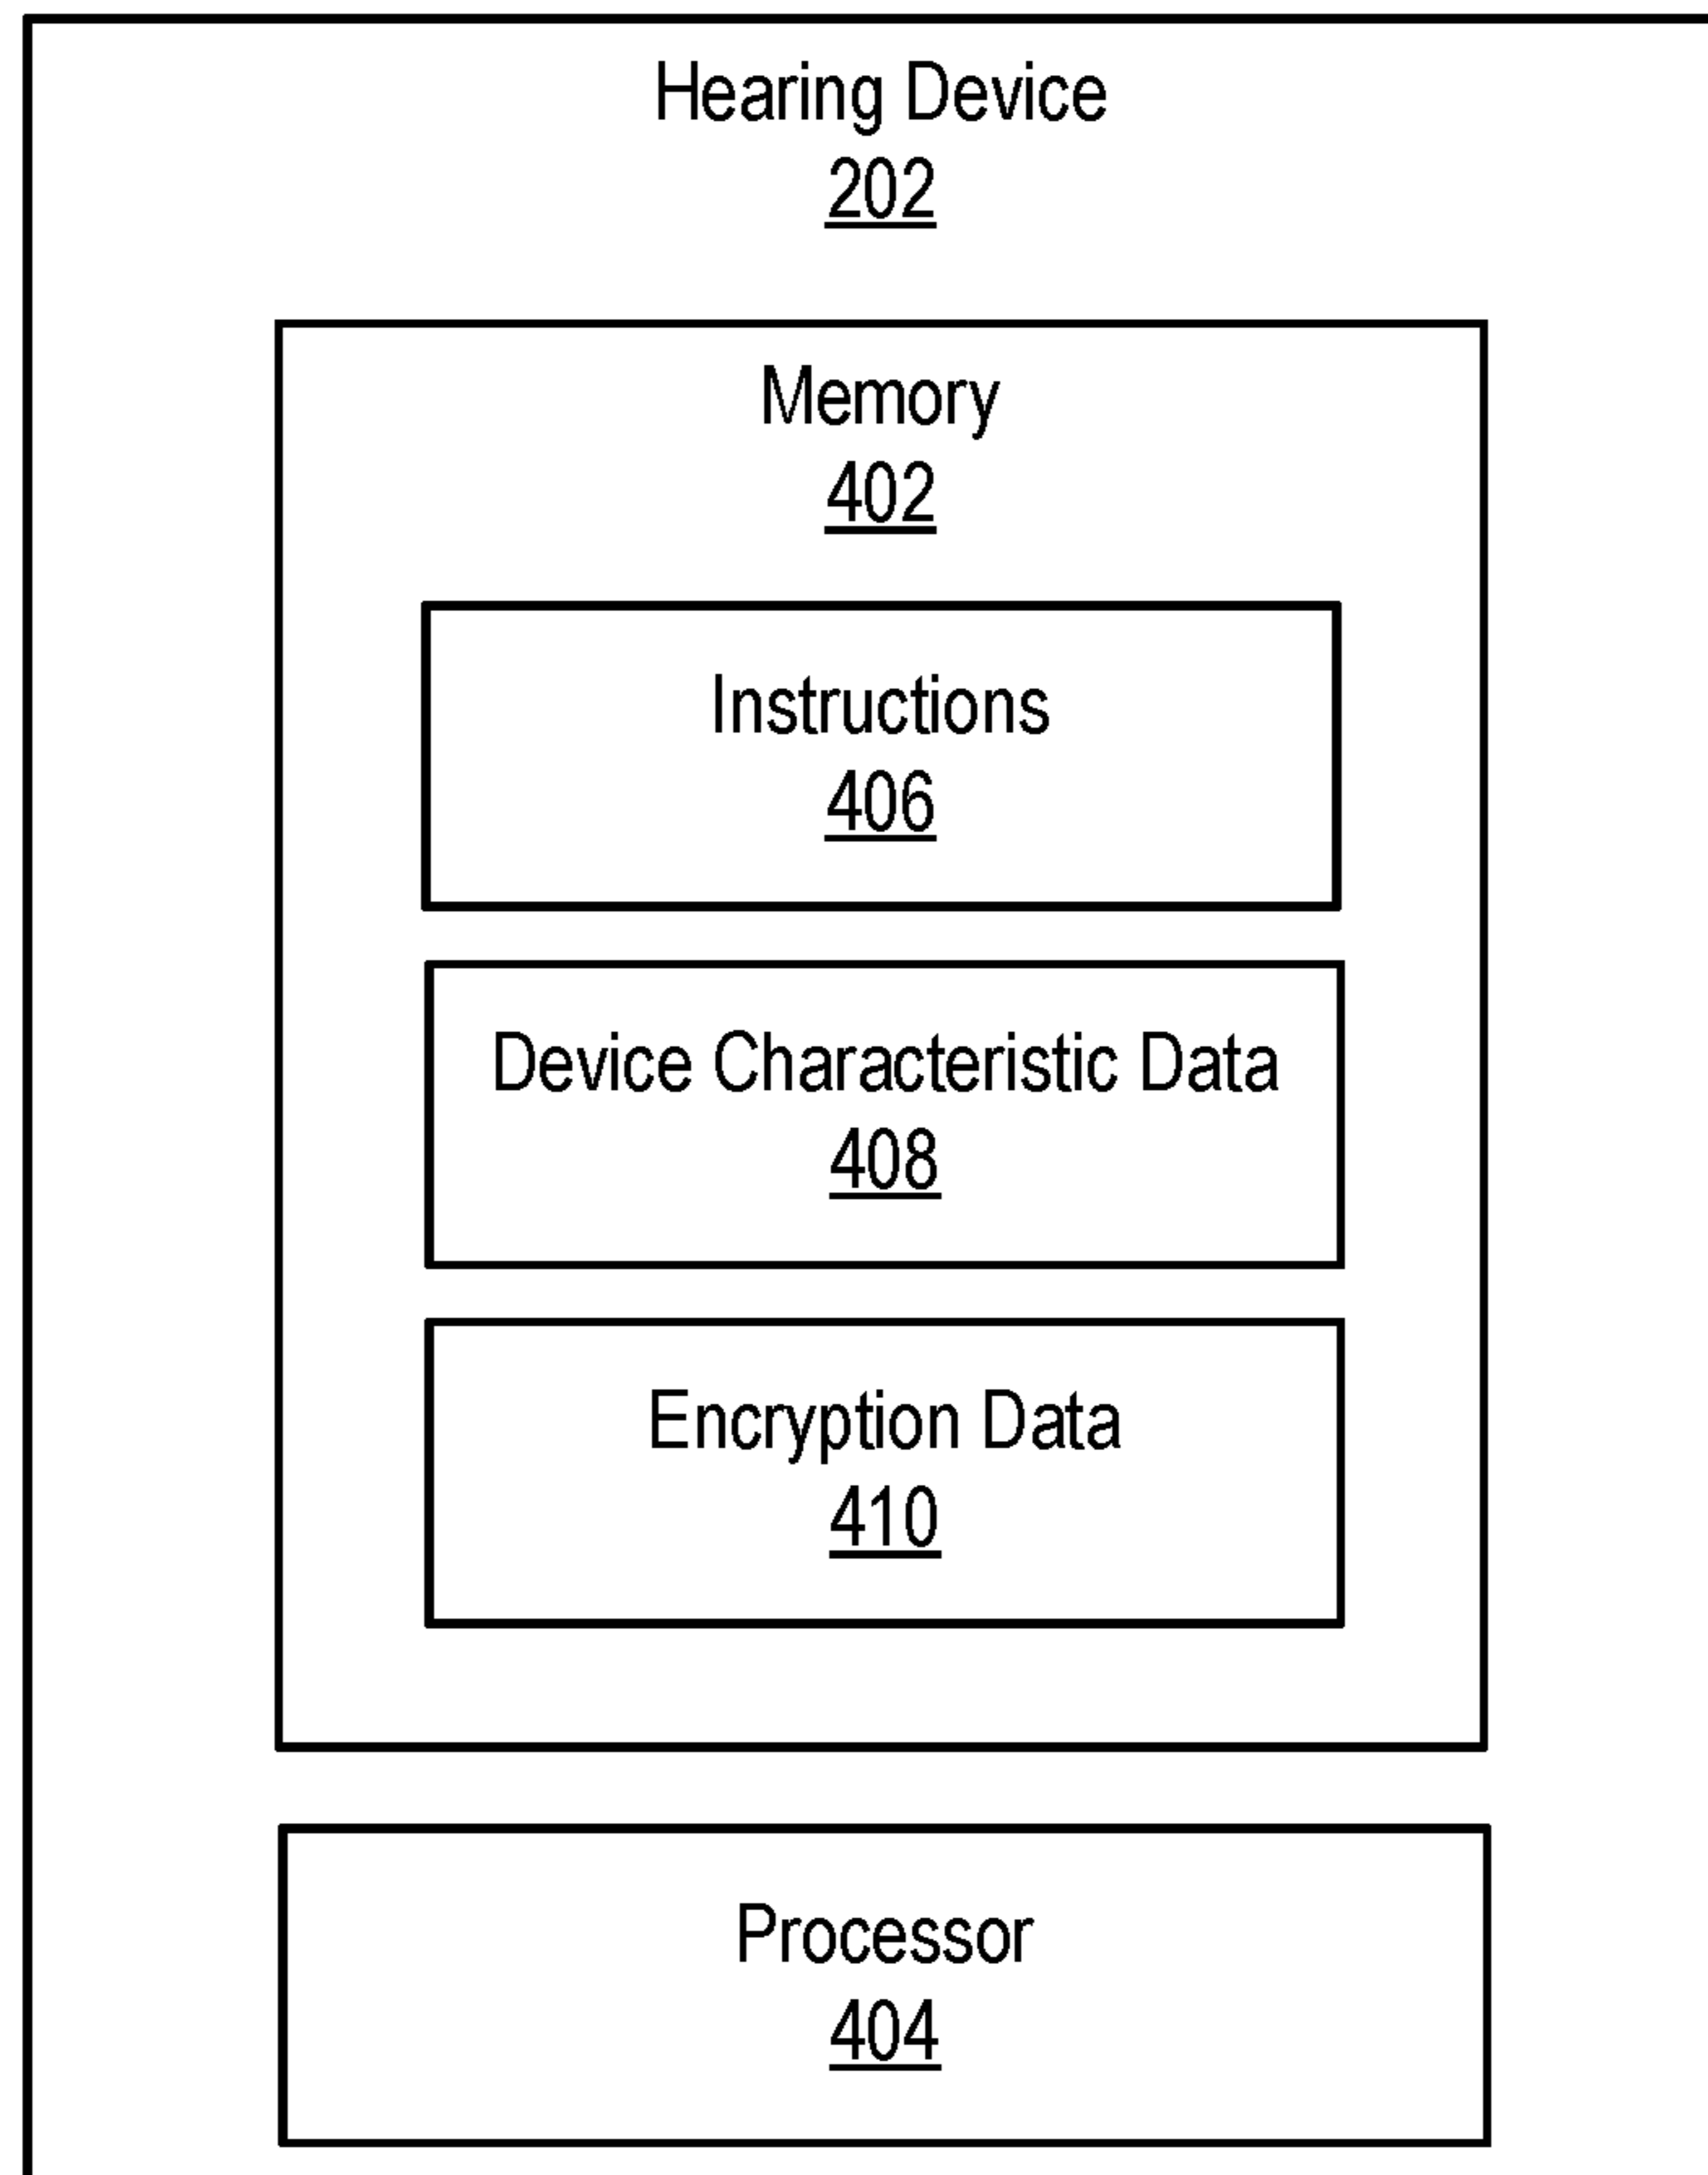 Hearing Device
202
Memory
402
Instructions
406
Device Characteristic Data
408
Encryption Data
410
Processor
404